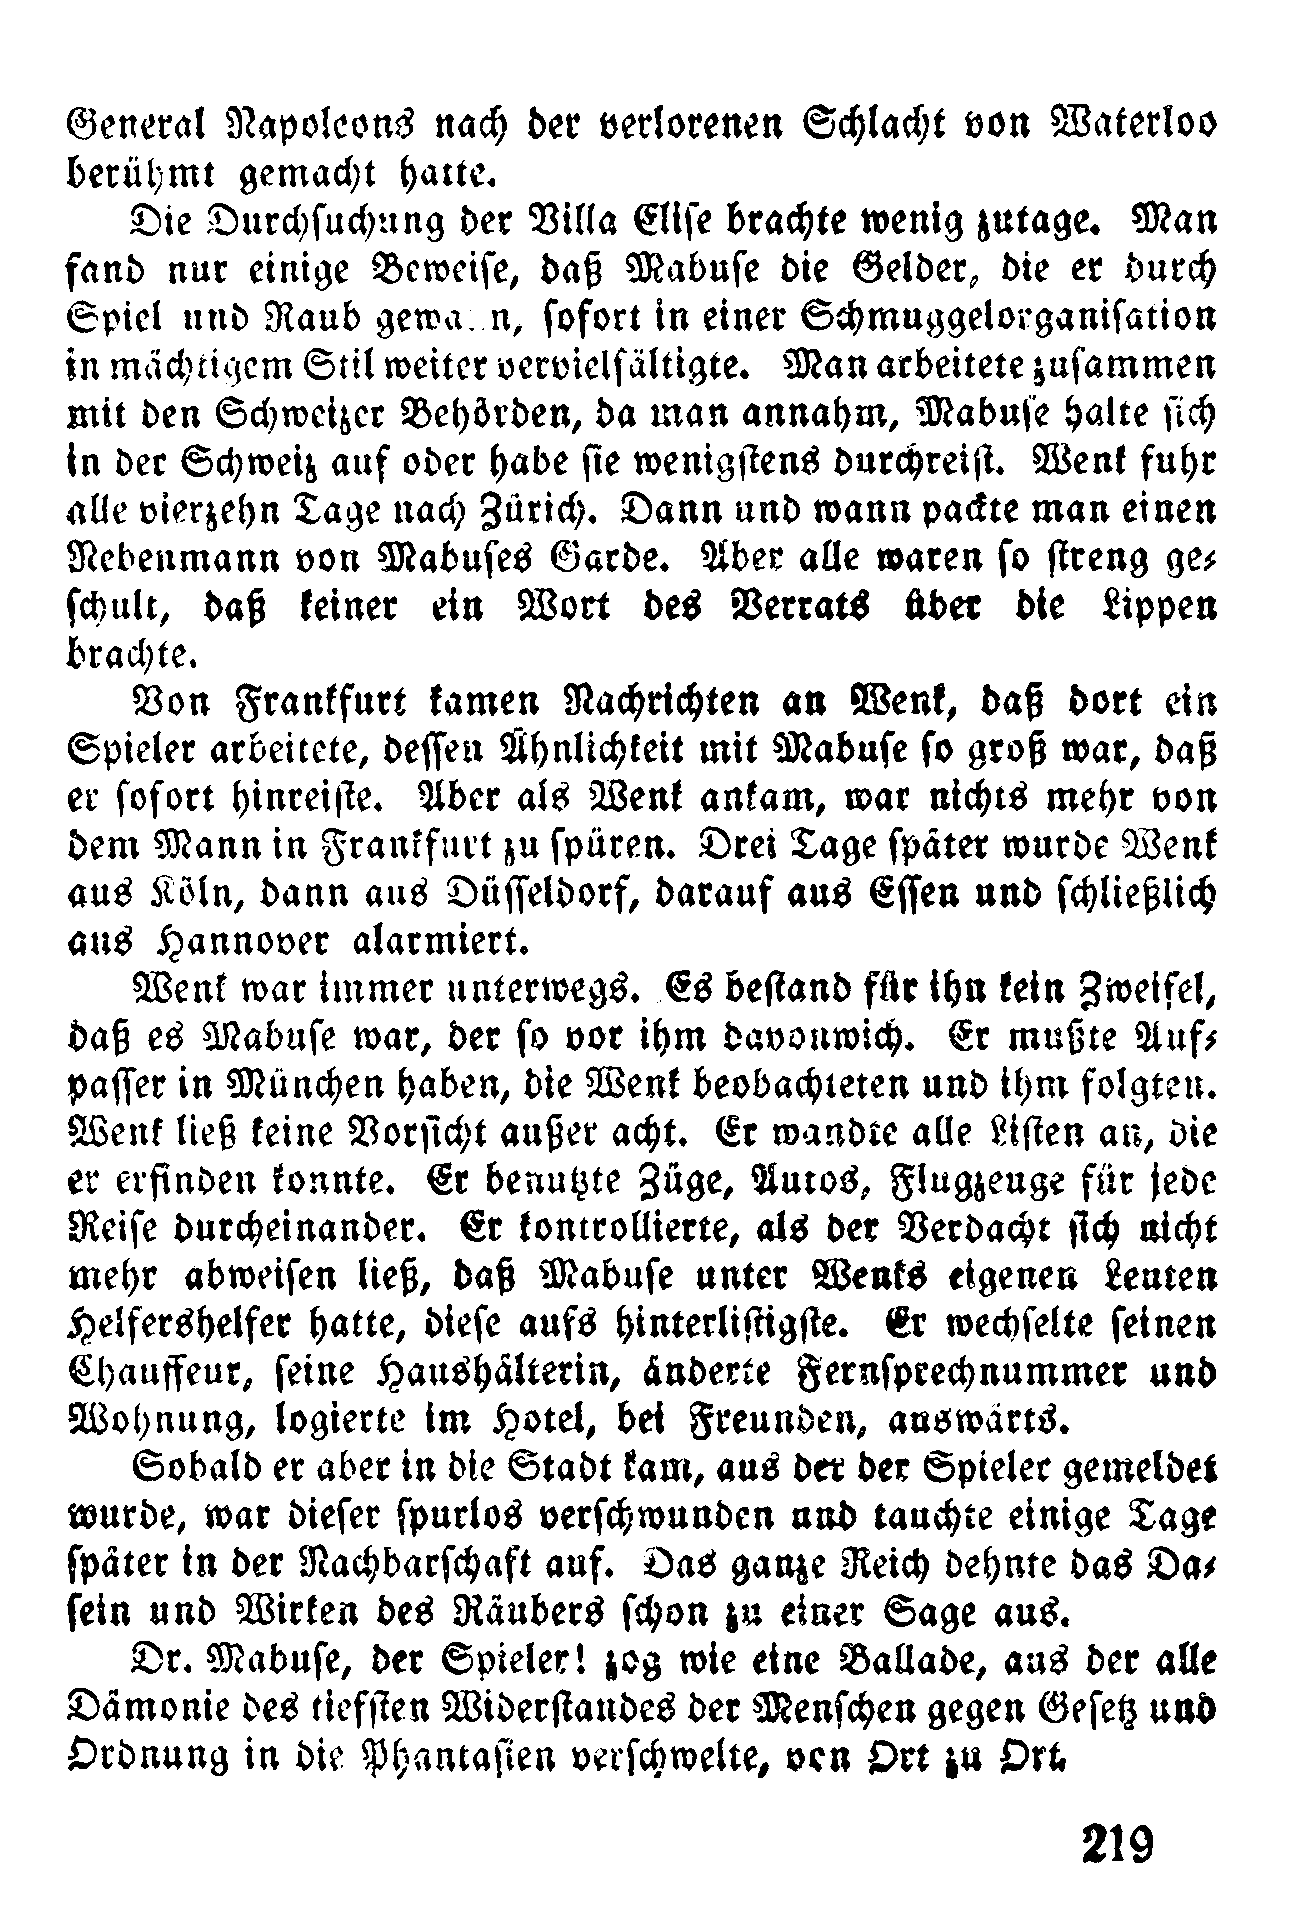 General Napoleons nach der verlorenen Schlacht von Waterloo
berühmt gemacht hatte.
Die Durchsuchung der Villa Elise brachte wenig zutage. Man
fand nur einige Beweise, daß Mabuse die Gelder, die er durch
Spiel und Raub gewann, sofort in einer Schmuggelorganisation
in mächtigem Stil weiter vervielfältigte. Man arbeitete zusammen
mit den Schweizer Behörden, da man annahm, Mabuse halte sich
in der Schweiz auf oder habe sie wenigstens durchreist. Wenk fuhr
alle vierzehn Tage nach Zürich. Dann und wann packte man einen
Nebenmann von Mabuses Garde. Aber alle waren so streng ge-
schult, daß keiner ein Wort des Verrats über die Lippen
brachte.
Von Frankfurt kamen Nachrichten an Wenk, daß dort ein
Spieler arbeitete, dessen Ähnlichkeit mit Mabuse so groß war, daß
er sofort hinreiste. Aber als Wenk ankam, war nichts mehr von
dem Mann in Frankfurt zu spüren. Drei Tage später wurde Wenk
aus Köln, dann aus Düsseldorf, darauf aus Essen und schließlich
aus Hannover alarmiert.
Wenk war immer unterwegs. Es bestand für ihn kein Zweifel,
daß es Mabuse war, der so vor ihm davonwich. Er mußte Auf-
passer in München haben, die Wenk beobachteten und ihm folgten.
Wenk ließ keine Vorsicht außer acht. Er wandte alle Listen an, die
er erfinden konnte. Er benutzte Züge, Autos, Flugzeuge für jede
Reise durcheinander. Er kontrollierte, als der Verdacht sich nicht
mehr abweisen ließ, daß Mabuse unter Wenks eigenen Leuten
Helfershelfer hatte, diese aufs hinterlistigste. Er wechselte seinen
Chauffeur, seine Haushälterin, änderte Fernsprechnummer und
Wohnung, logierte im Hotel, bei Freunden, auswärts.
Sobald er aber in die Stadt kam, aus der der Spieler gemeldet
wurde, war dieser spurlos verschwunden und tauchte einige Tage
später in der Nachbarschaft auf. Das ganze Reich dehnte das Da-
sein und Wirken des Räubers schon zu einer Sage aus.
Dr. Mabuse, der Spieler! zog wie eine Ballade, aus der alle
Dämonie des tiefsten Widerstandes der Menschen gegen Gesetz und
Ordnung in die Phantasien verschwelte, von Ort zu Ort.
219